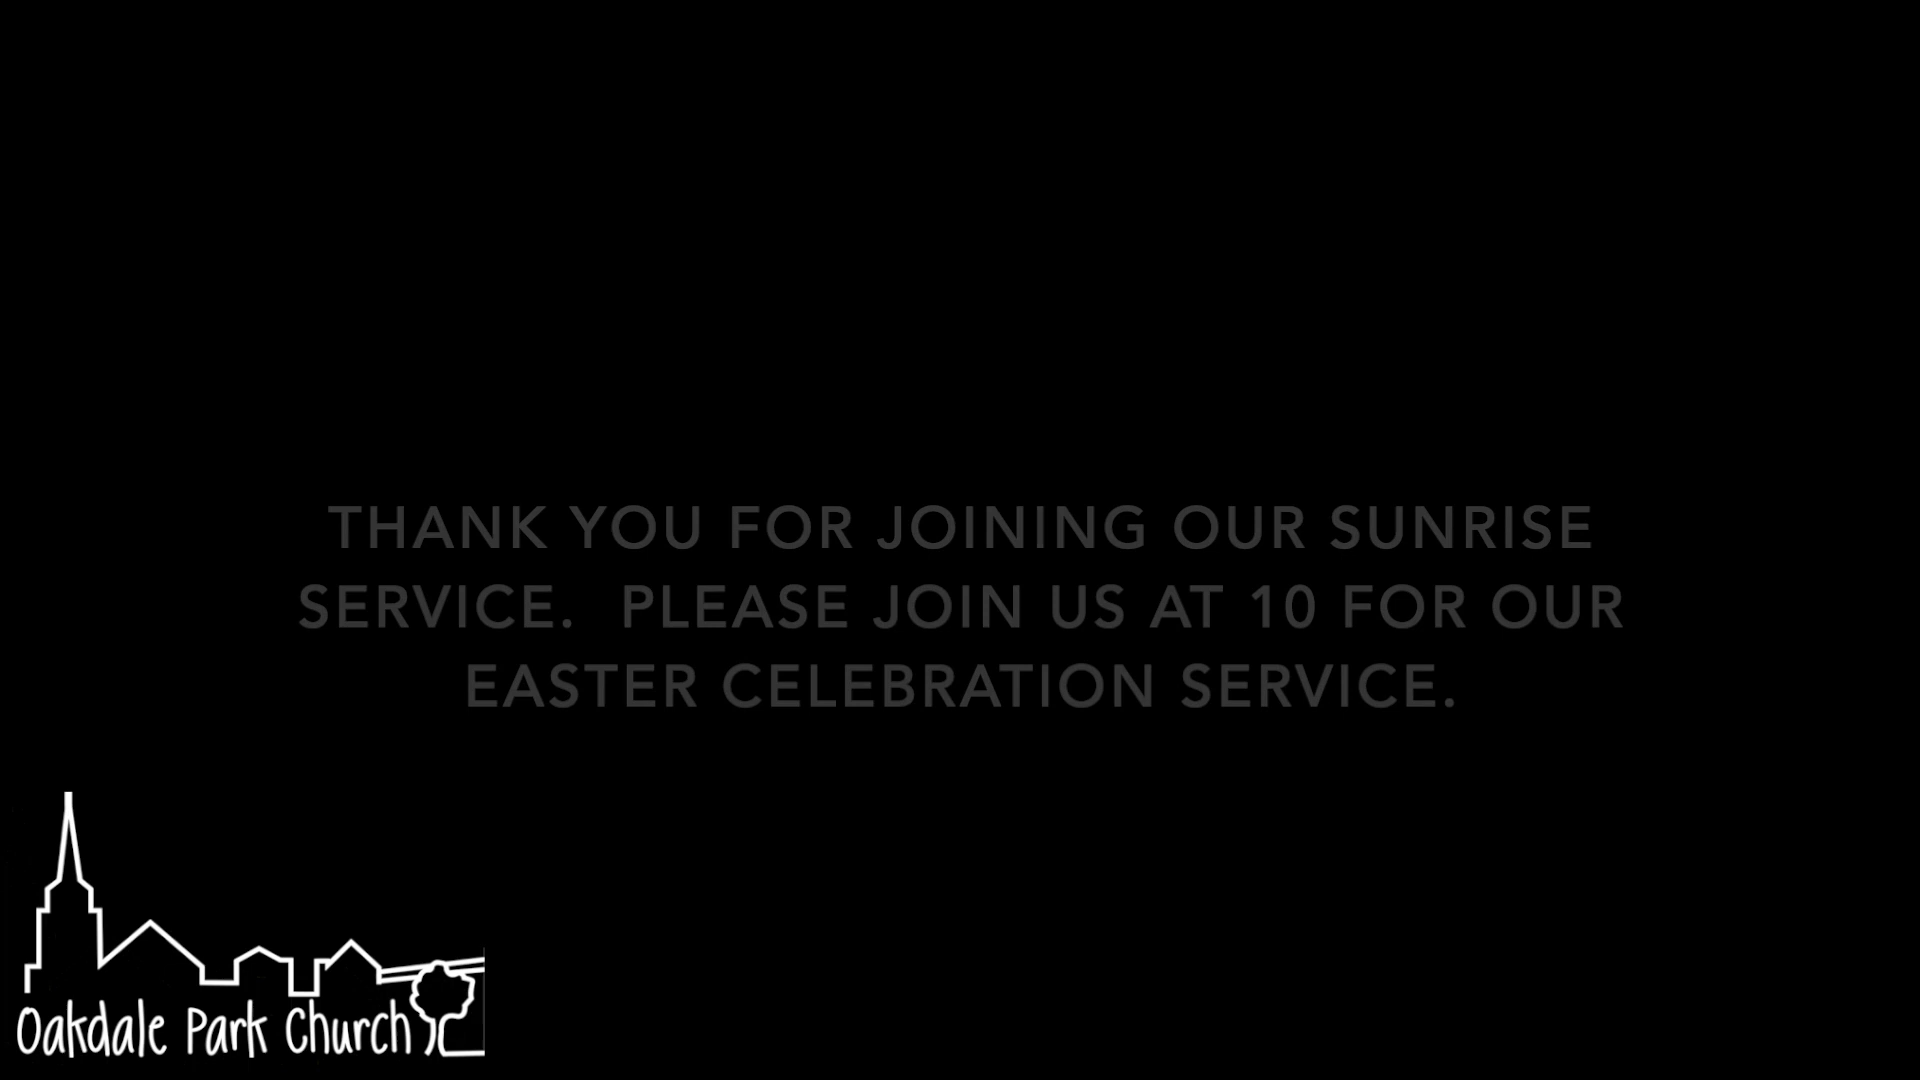 THANK YOU FOR JOINING OUR SUNRISE
SERVICE.  PLEASE JOIN US AT 10 FOR OUR
EASTER CELEBRATION SERVICE.
Oakdale Park Church